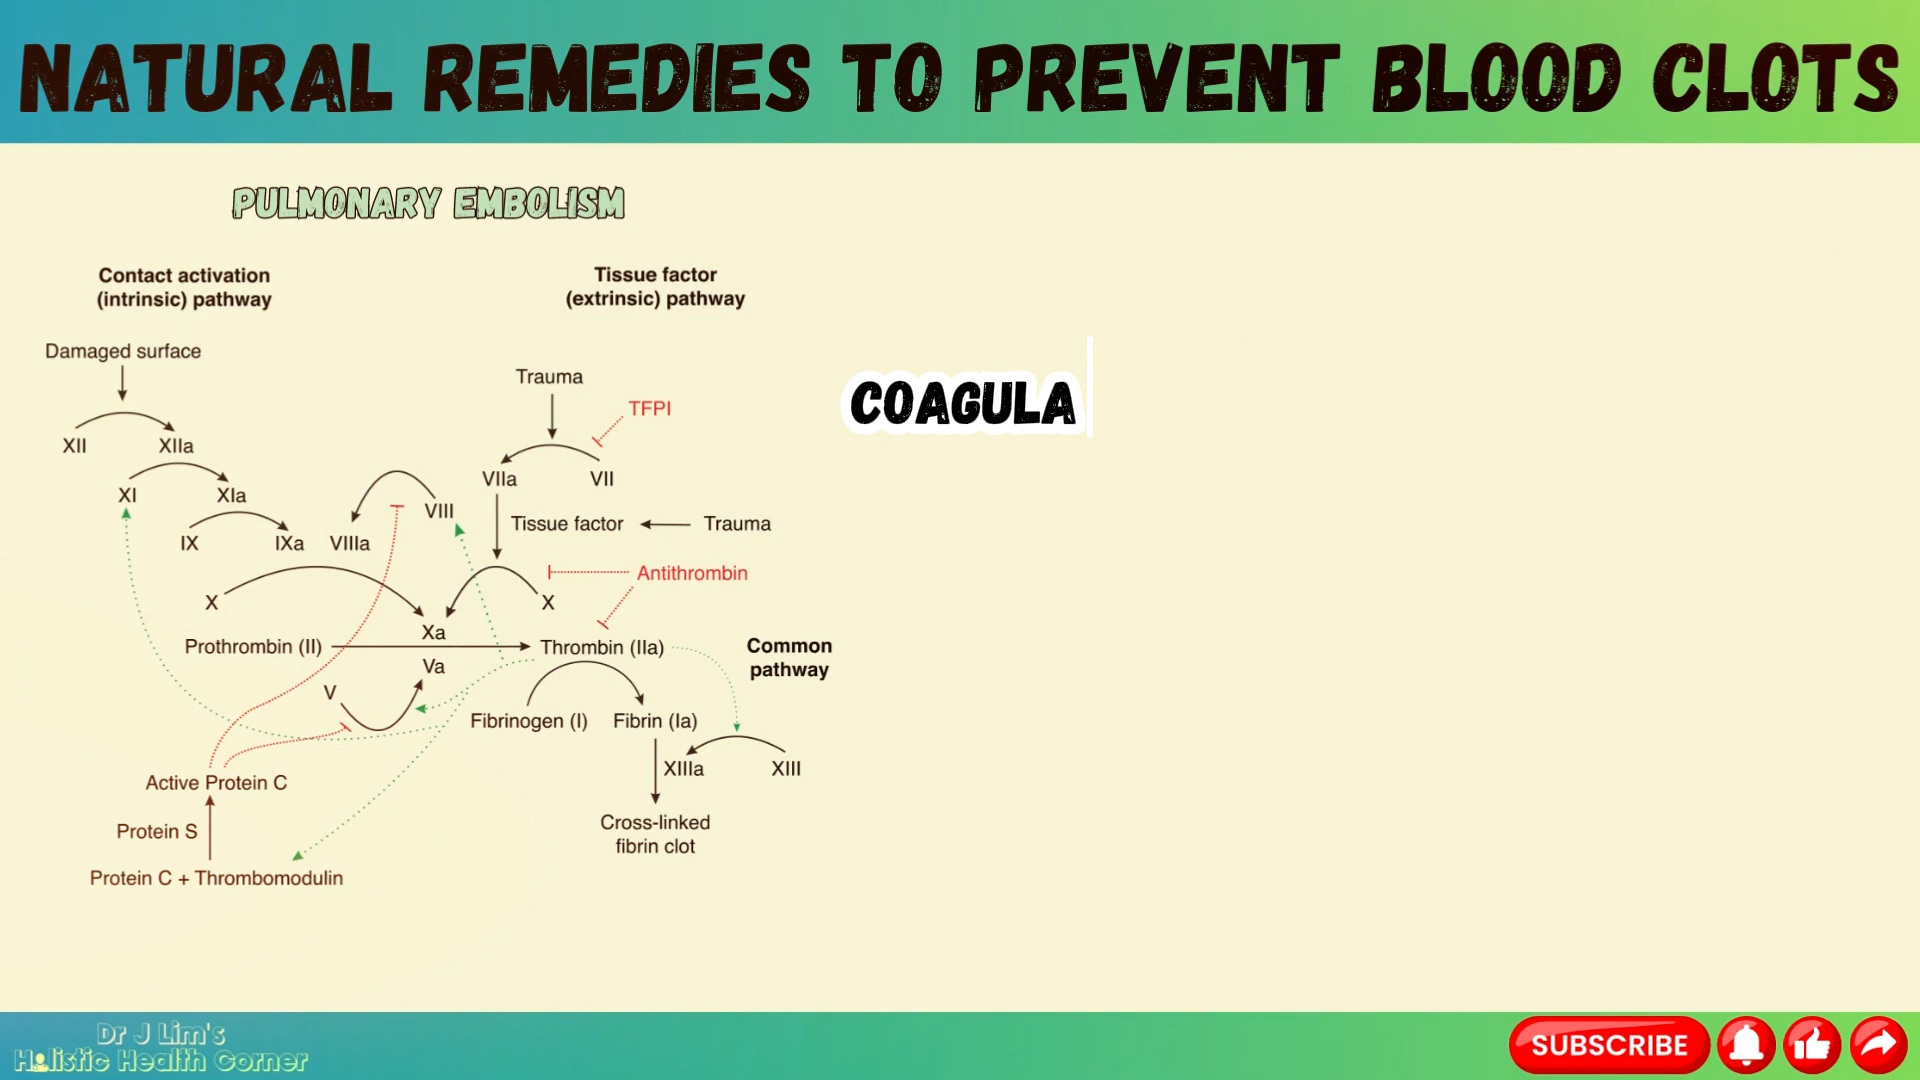 NATURAL REMEDIES TO PREVENT BLOOD CLOTS
PULMONARY EMBOLISM
Contact activation
(intrinsic) pathway
Tissue factor
(extrinsic) pathway
Damaged surface
Trauma
TFPI
COAGULA
XII XIIa
VIIa VII
XI XIa
VIII
Tissue factor Trauma
IX IXa VIIIa
Antithrombin
X X
Xa
Prothrombin (II) Thrombin (IIa)
Common
pathway
Va
V
Fibrinogen (I) Fibrin (Ia)
XIIIa XIII
Active Protein C
Cross-linked
fibrin clot
Protein S
Protein C + Thrombomodulin
Dr J Lim's
Holistic Health Corner
SUBSCRIBE